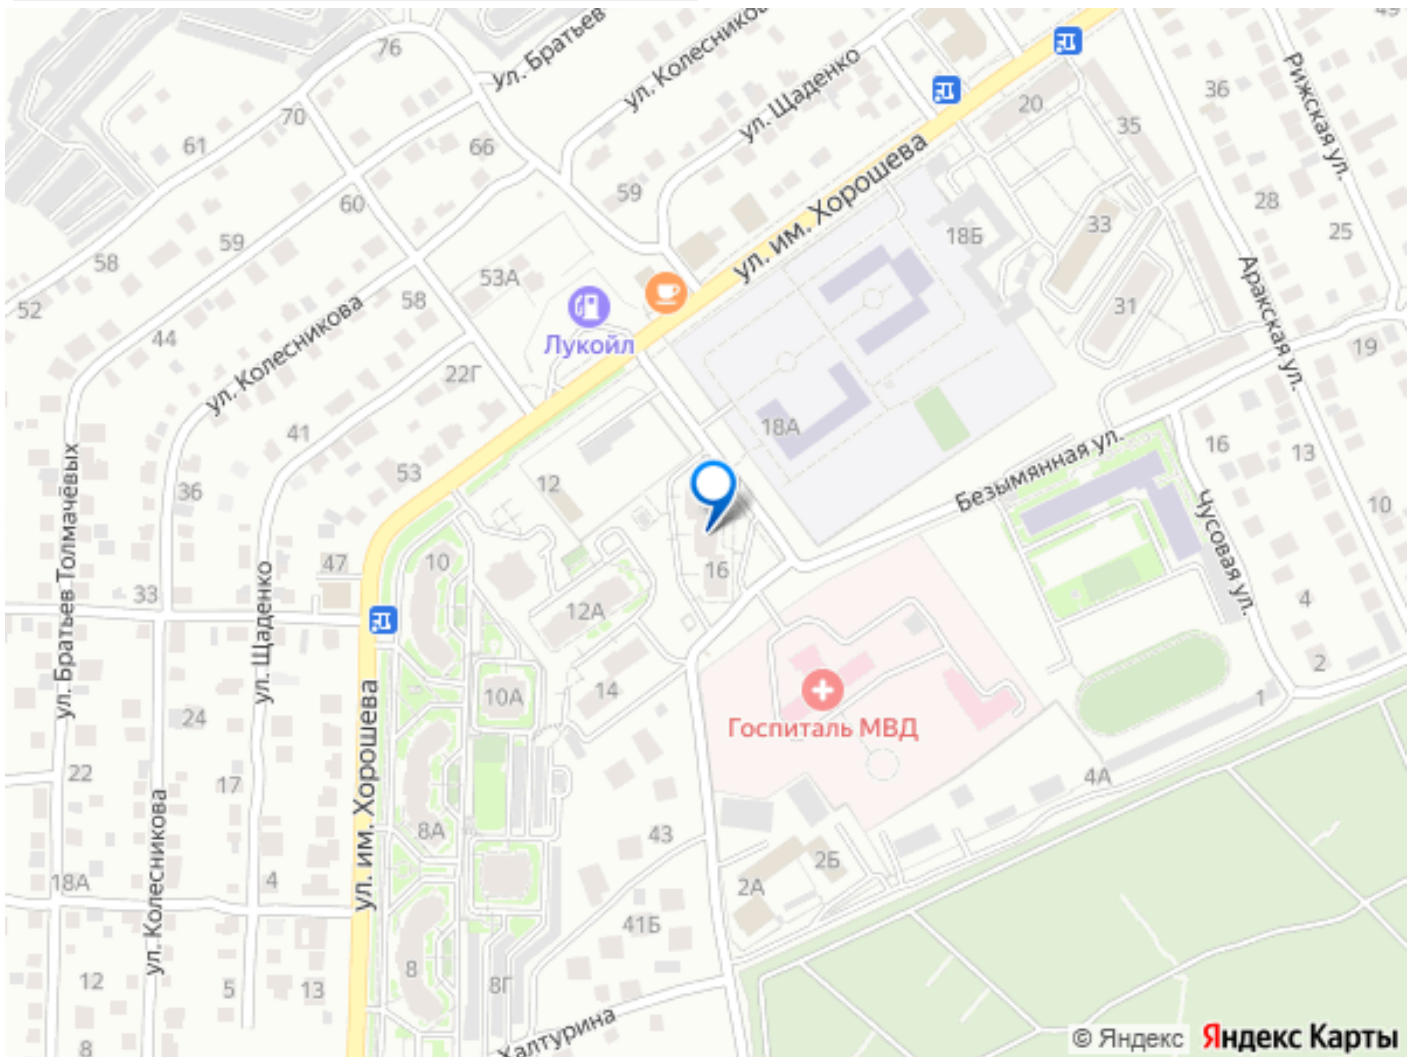 76
ул. Братьев
ул. Колесникова
ул. Щаденко
49
20
35
36
Рижская ул.
70
61
66
59
60
59
58
53А
ул. им. Хорошева
18Б
33
28
25
31
Аракская ул.
52
44
58
ул. Колесникова
Лукойл
22Г
19
41
18А
16
13
53
36
12
Безымянная ул.
10
Чусовая ул.
ул. Братьев Толмачёвых
47
10
16
33
12А
4
ул. Щаденко
2
14
10А
1
24
Госпиталь МВД
ул. им. Хорошева
22
17
4А
8А
43
2Б
ул. Колесникова
18А
4
2А
41Б
12
5
13
8
8Г
Халтурина
8
© Яндекс Яндекс Карты